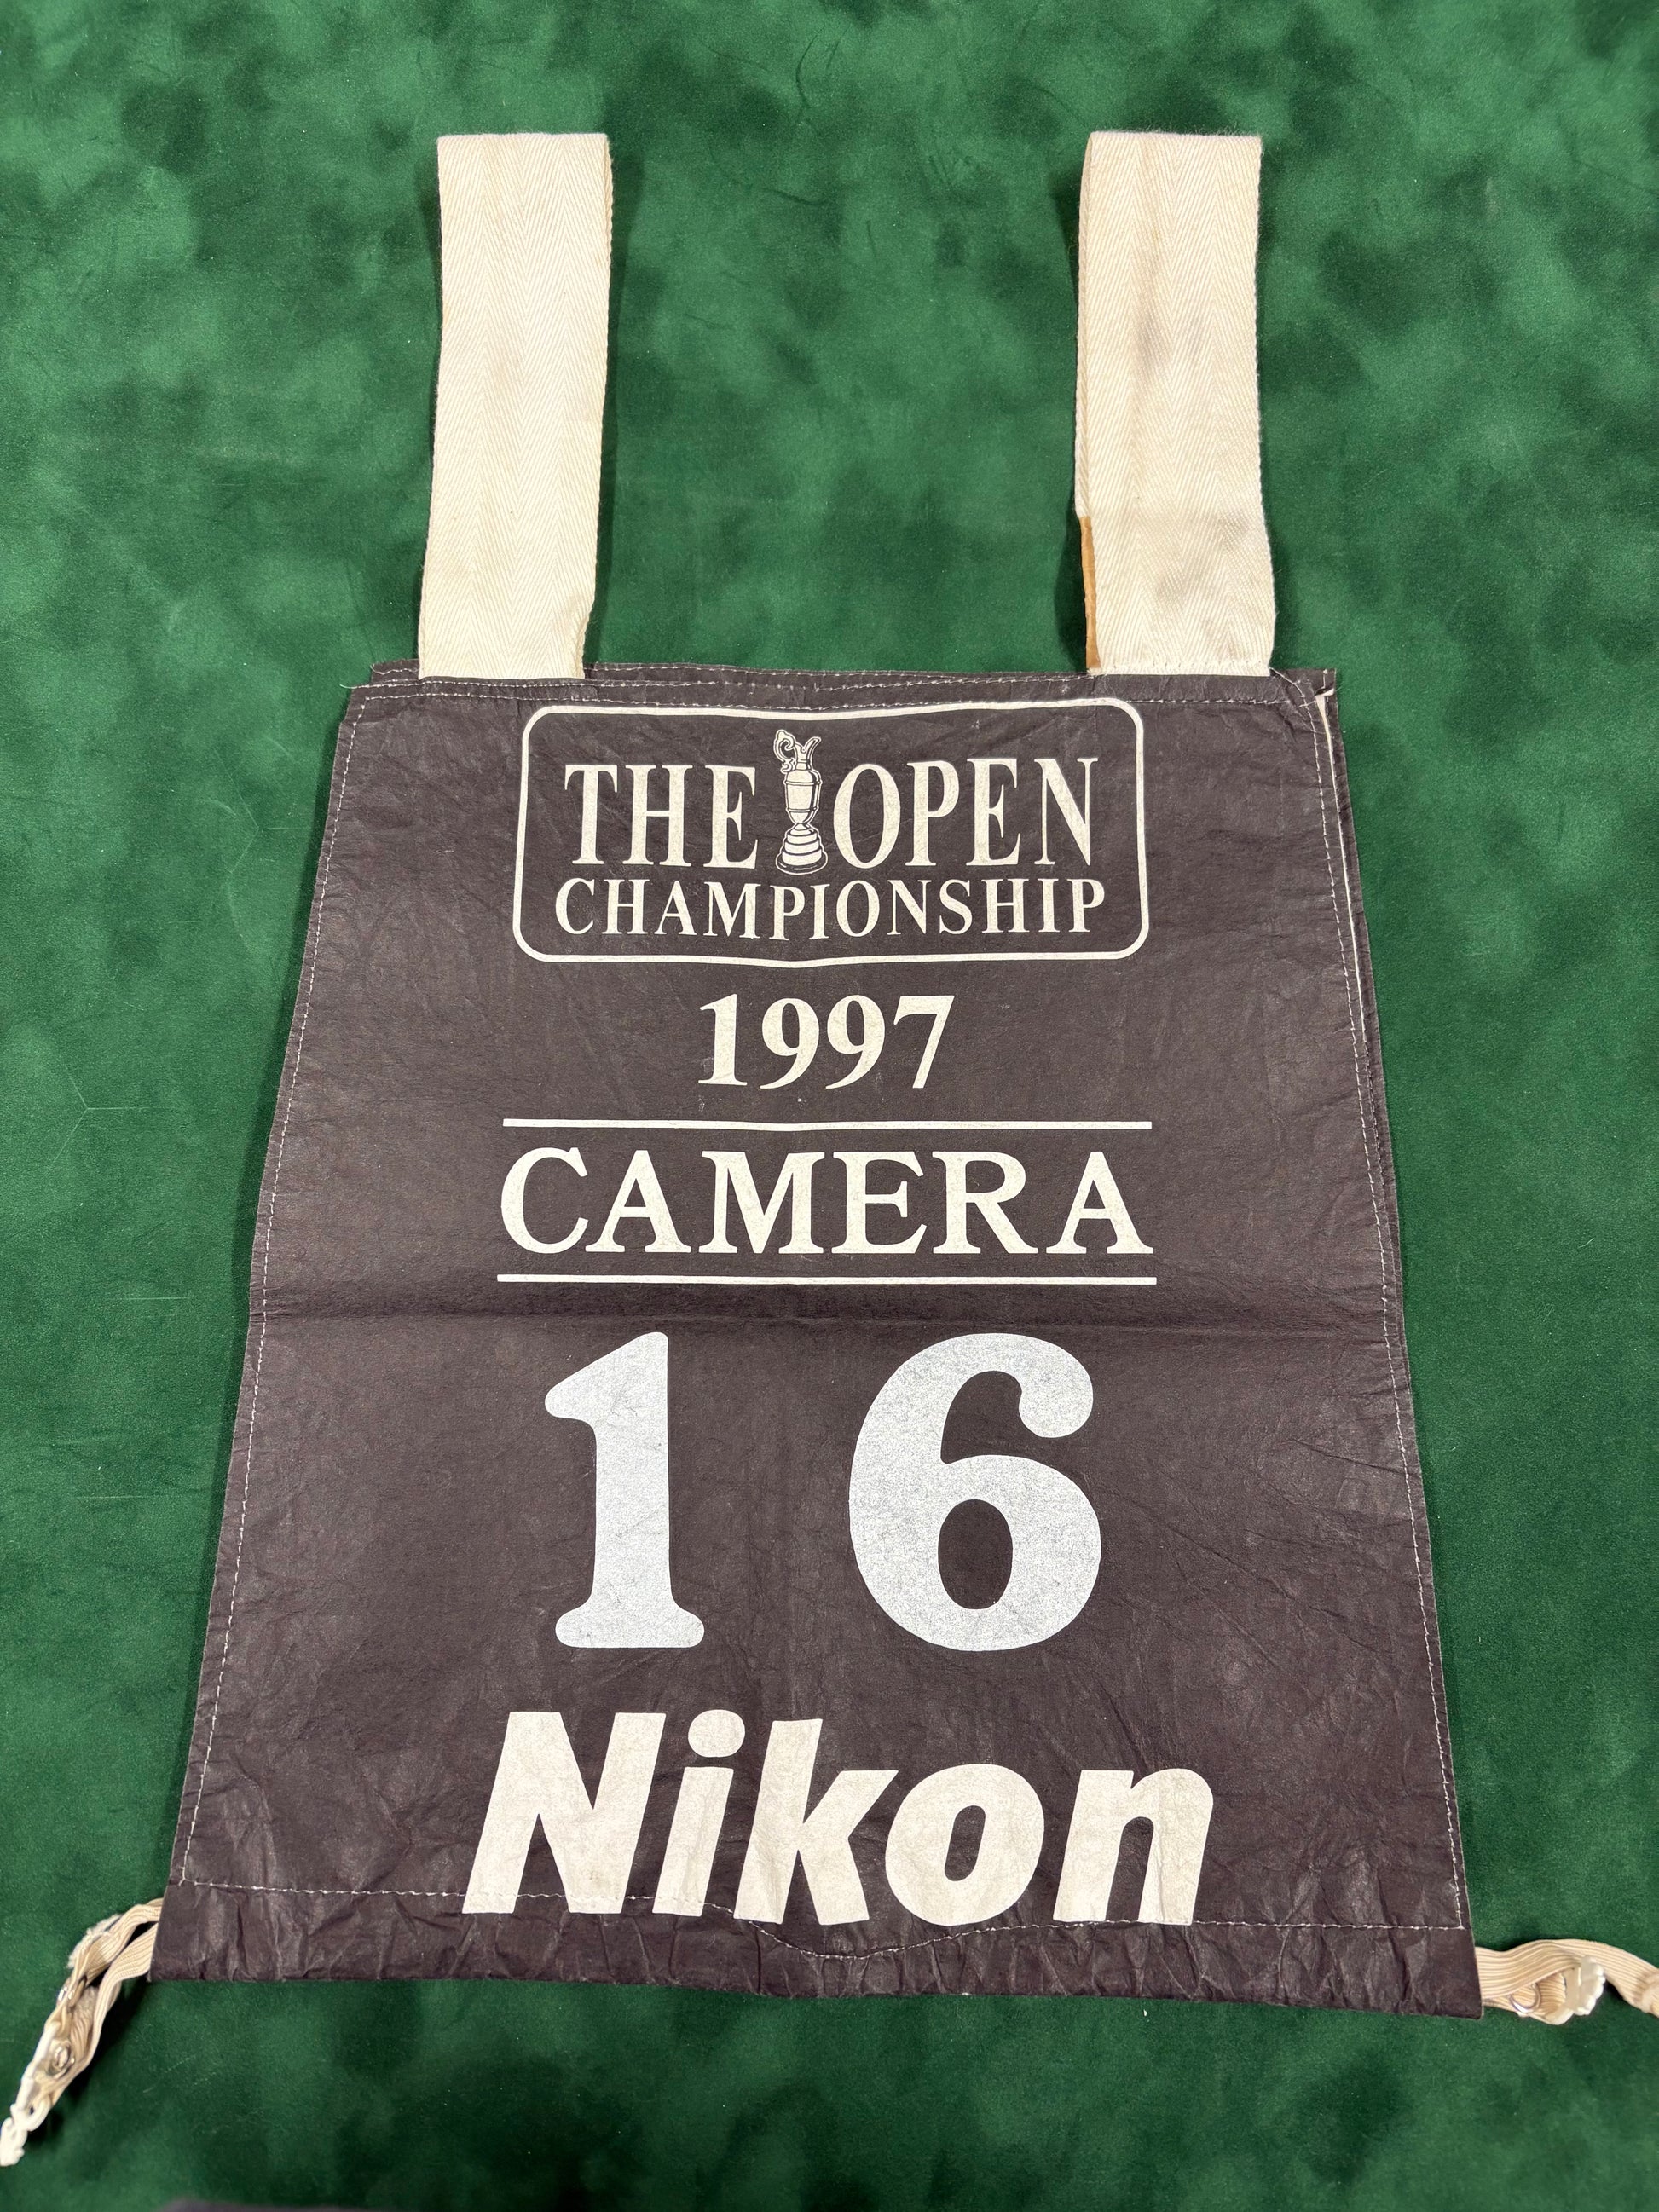 THE OPEN
CHAMPIONSHIP
1997
CAMERA
16
Nikon